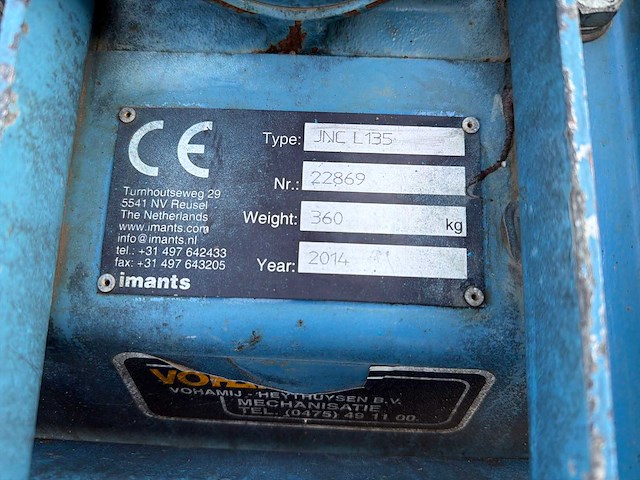 CE
Type: JNC L135
Nr.: 22869
Weight: 360 kg
Year: 2014
Turnhoutseweg 29
5541 NV Reusel
The Netherlands
www.imants.com
info@imants.nl
tel.: +31 497 642433
fax: +31 497 643205
imants
VOHAMIJ - HEYTHUYSEN B.V.
MECHANISATIE
TEL. (0475) 49 11 00.